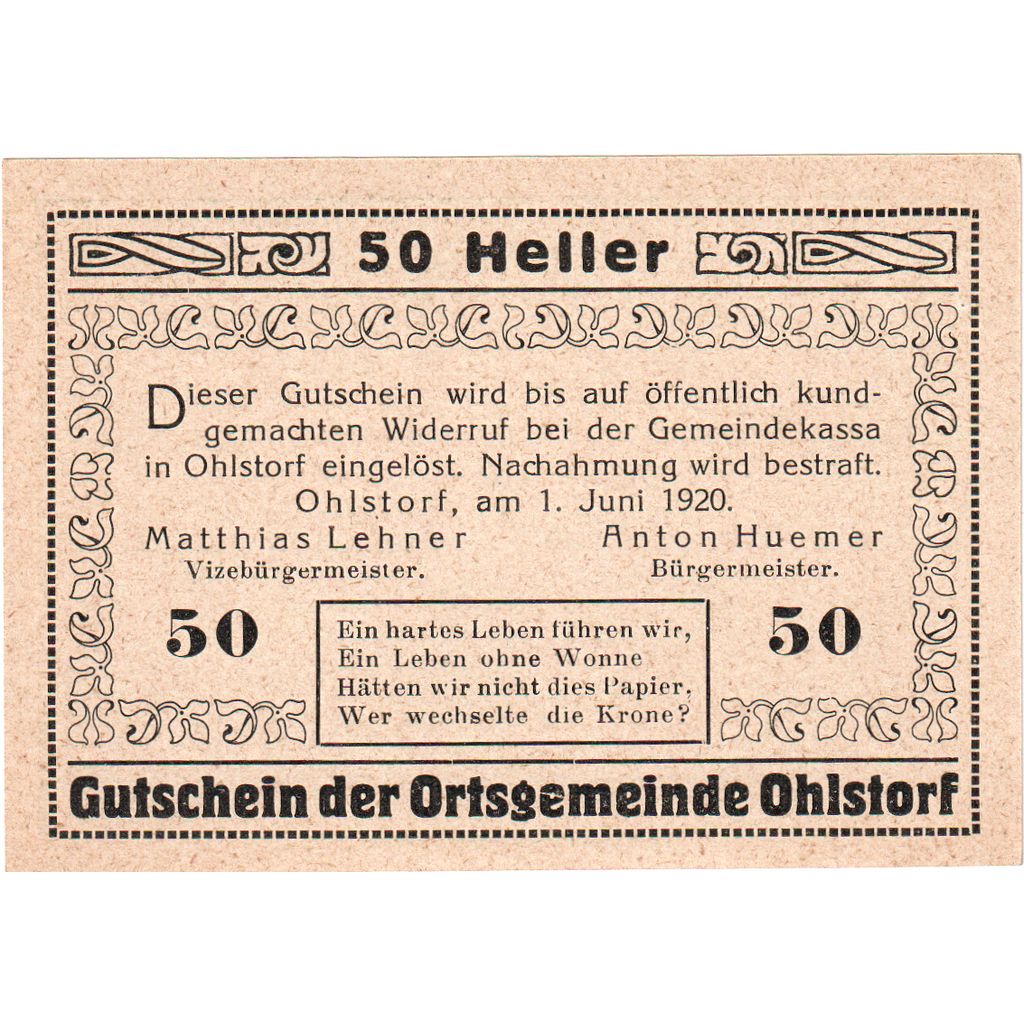 50 Heller
Dieser Gutschein wird bis auf öffentlich kund-
gemachten Widerruf bei der Gemeindekassa
in Ohlstorf eingelöst. Nachahmung wird bestraft.
Ohlstorf, am 1. Juni 1920.
Matthias Lehner Anton Huemer
Vizebürgermeister. Bürgermeister.
50 50
Ein hartes Leben führen wir,
Ein Leben ohne Wonne
Hätten wir nicht dies Papier,
Wer wechselte die Krone?
Gutschein der Ortsgemeinde Ohlstorf